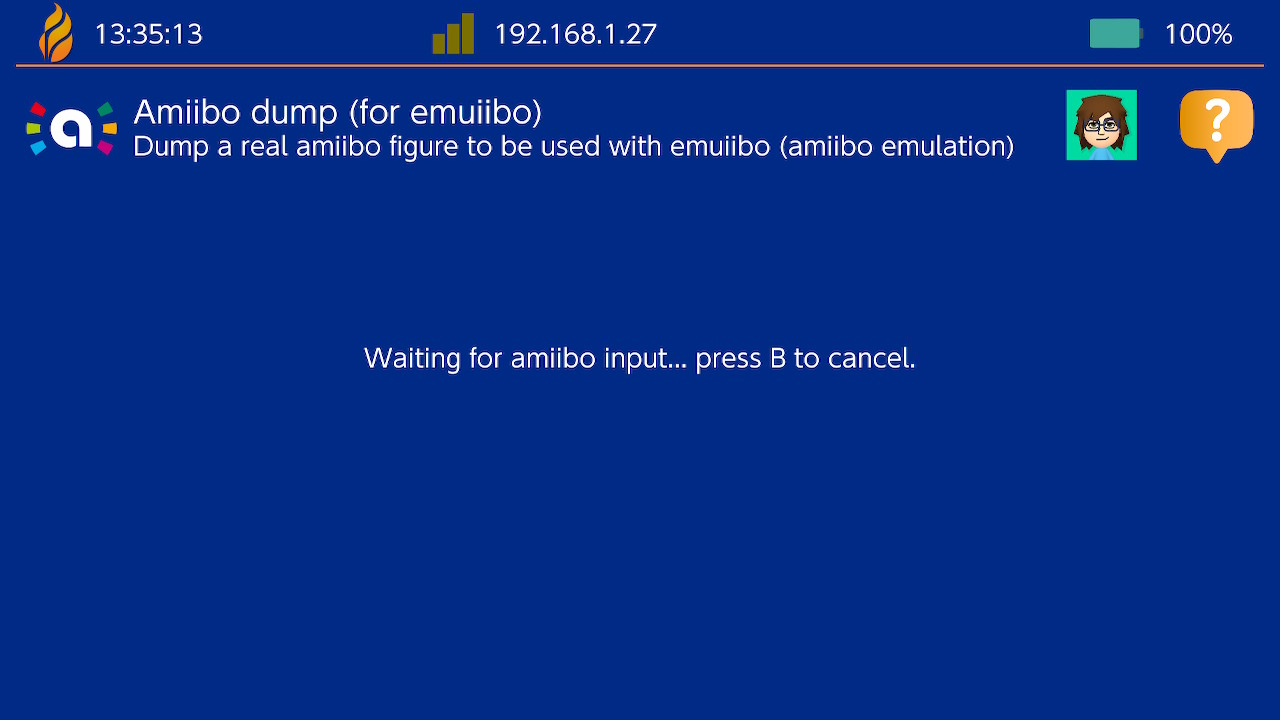 13:35:13
192.168.1.27
100%
Amiibo dump (for emuiibo)
Dump a real amiibo figure to be used with emuiibo (amiibo emulation)
a
?
Waiting for amiibo input... press B to cancel.